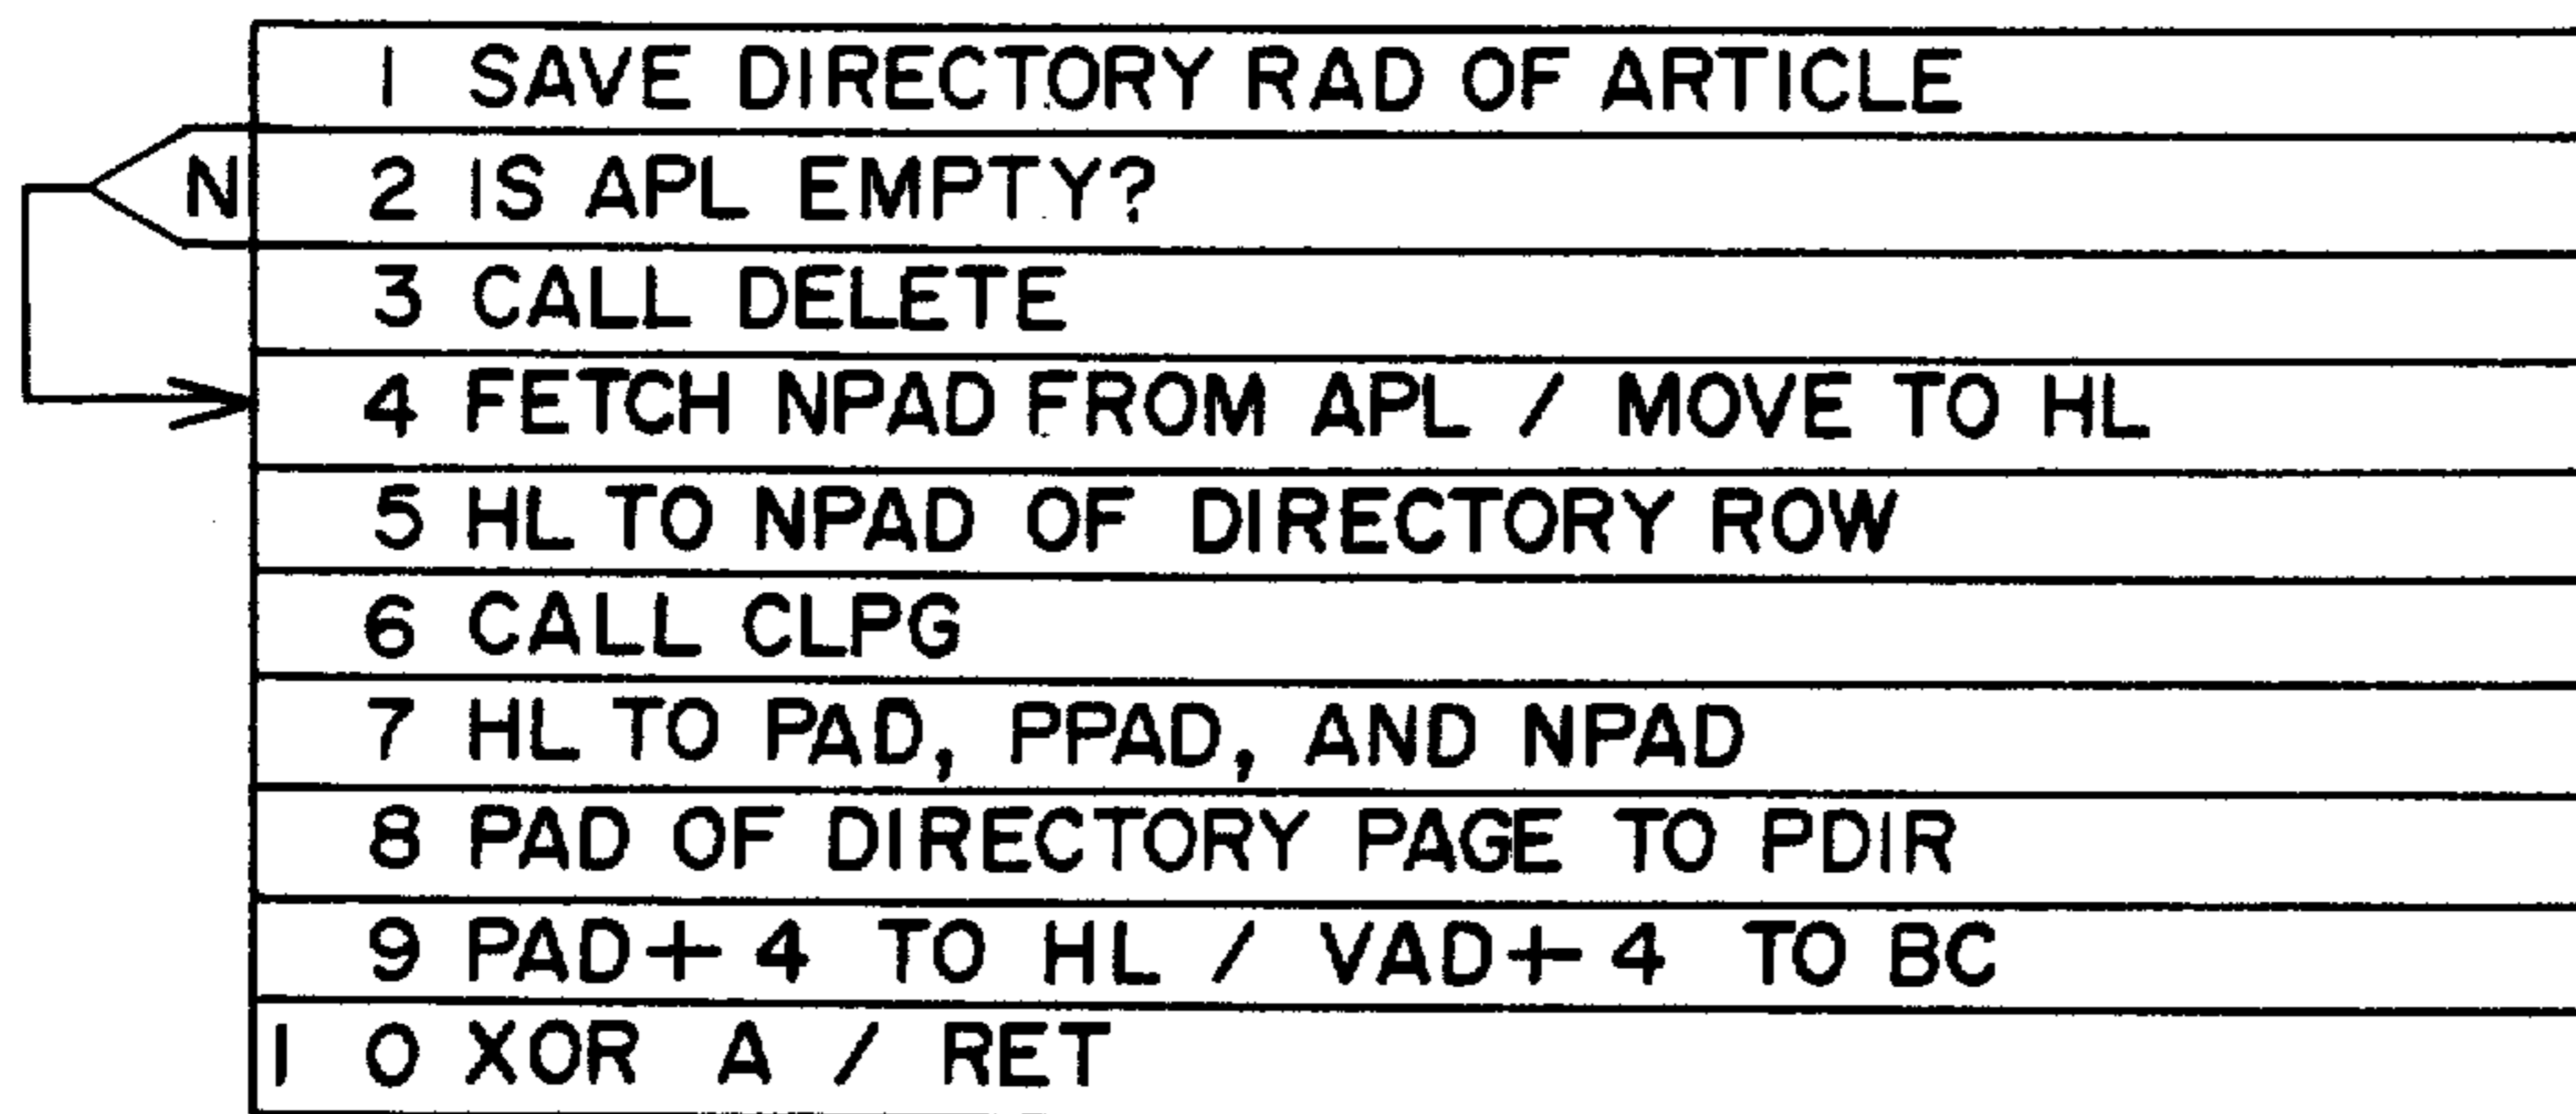 1 SAVE DIRECTORY RAD OF ARTICLE
N 2 IS APL EMPTY?
3 CALL DELETE
4 FETCH NPAD FROM APL / MOVE TO HL
5 HL TO NPAD OF DIRECTORY ROW
6 CALL CLPG
7 HL TO PAD, PPAD, AND NPAD
8 PAD OF DIRECTORY PAGE TO PDIR
9 PAD+4 TO HL / VAD+4 TO BC
10 XOR A / RET